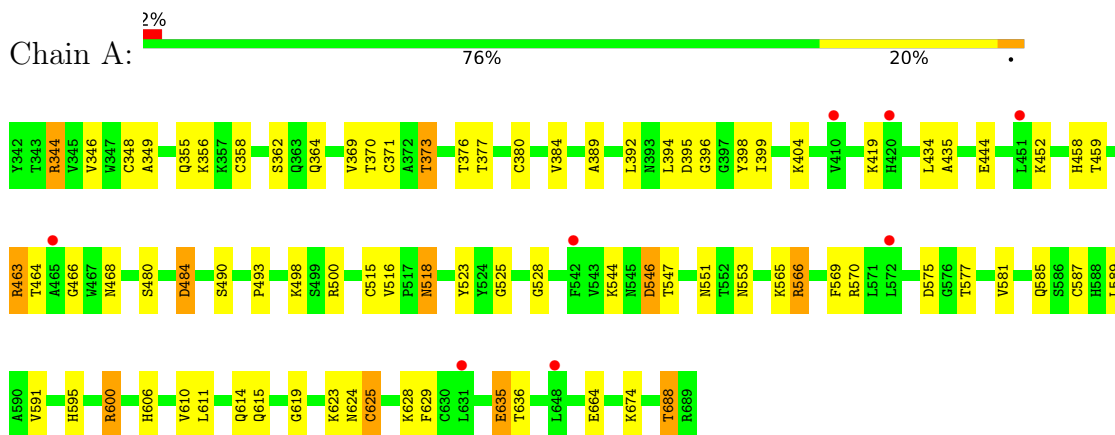 2%
Chain A:
76% 20% •
Y342 T343 R344 V345 V346 W347 C348 A349 Q355 K356 K357 C358 S362 Q363 Q364 V369 T370 C371 A372 T373 T376 T377 C380 V384 A389 L392 N393 L394 D395 G396 G397 Y398 I399 K404 V410 K419 H420 L434 A435 E444 L451 K452 H458 T459
R463 T464 A465 G466 W467 N468 S480 D484 S490 P493 K498 S499 R500 C515 V516 P517 N518 Y523 Y524 G525 G528 F542 V543 K544 N545 D546 T547 N551 T552 N553 K565 R566 F569 R570 L571 L572 D575 G576 T577 V581 Q585 S586 C587 H588 L589
A590 V591 H595 R600 H606 V610 L611 Q614 Q615 G619 K623 N624 C625 K628 F629 C630 L631 E635 T636 L648 E664 K674 T688 R689